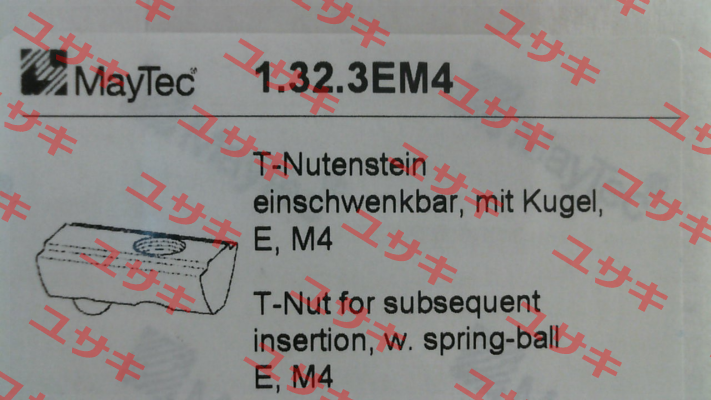 MayTec® 1.32.3EM4
T-Nutenstein
einschwenkbar, mit Kugel,
E, M4
T-Nut for subsequent
insertion, w. spring-ball
E, M4
ユサキ